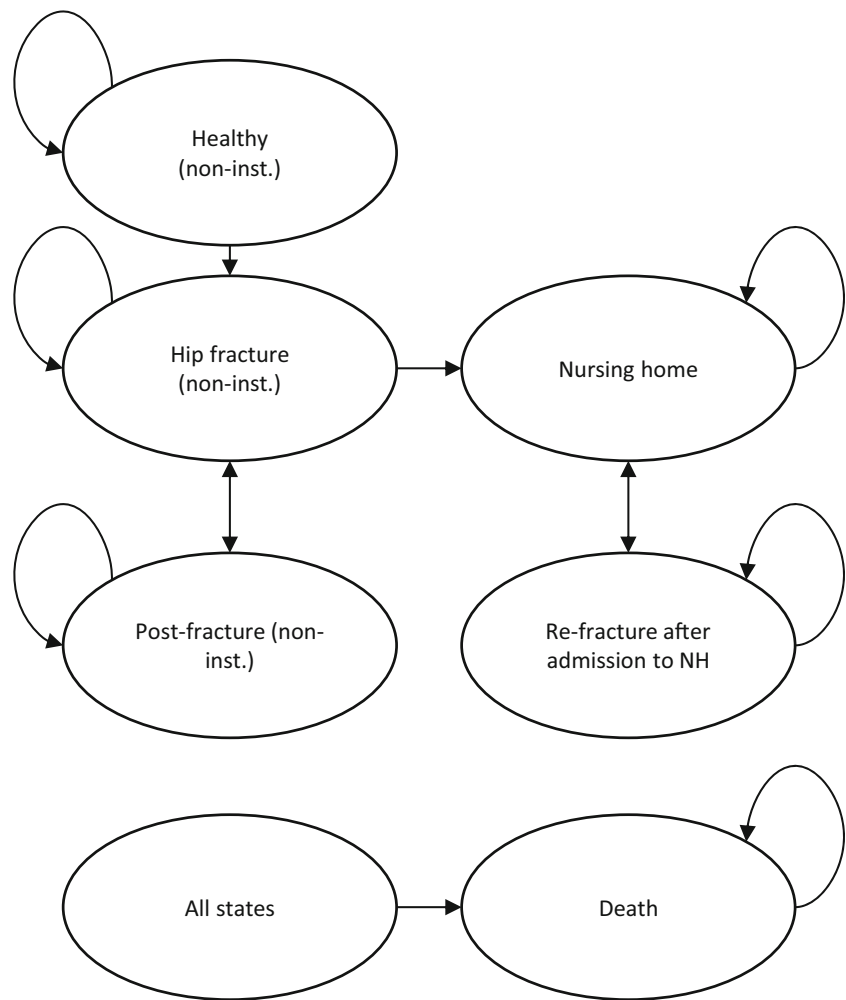 Healthy
(non-inst.)
Hip fracture
(non-inst.)
Nursing home
Post-fracture (non-
inst.)
Re-fracture after
admission to NH
All states
Death